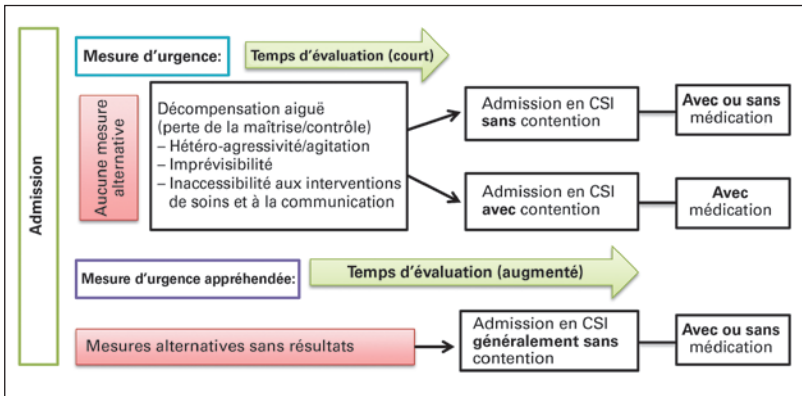 Admission
Mesure d'urgence:
Temps d'évaluation (court)
Aucune mesure
alternative
Décompensation aiguë
(perte de la maîtrise/contrôle)
– Hétéro-agressivité/agitation
– Imprévisibilité
– Inaccessibilité aux interventions
de soins et à la communication
Admission en CSI
sans contention
Avec ou sans
médication
Admission en CSI
avec contention
Avec
médication
Mesure d'urgence appréhendée:
Temps d'évaluation (augmenté)
Mesures alternatives sans résultats
Admission en CSI
généralement sans
contention
Avec ou sans
médication